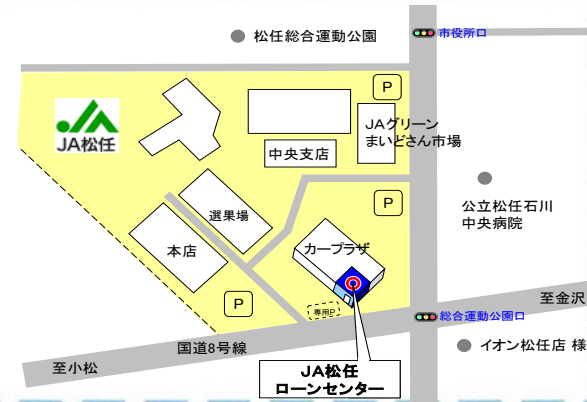 松任総合運動公園
市役所口
P
JA松任
JAグリーン
まいどさん市場
中央支店
公立松任石川
中央病院
P
選果場
本店
カープラザ
P
専用P
至金沢
総合運動公園口
国道8号線
イオン松任店 様
至小松
JA松任
ローンセンター